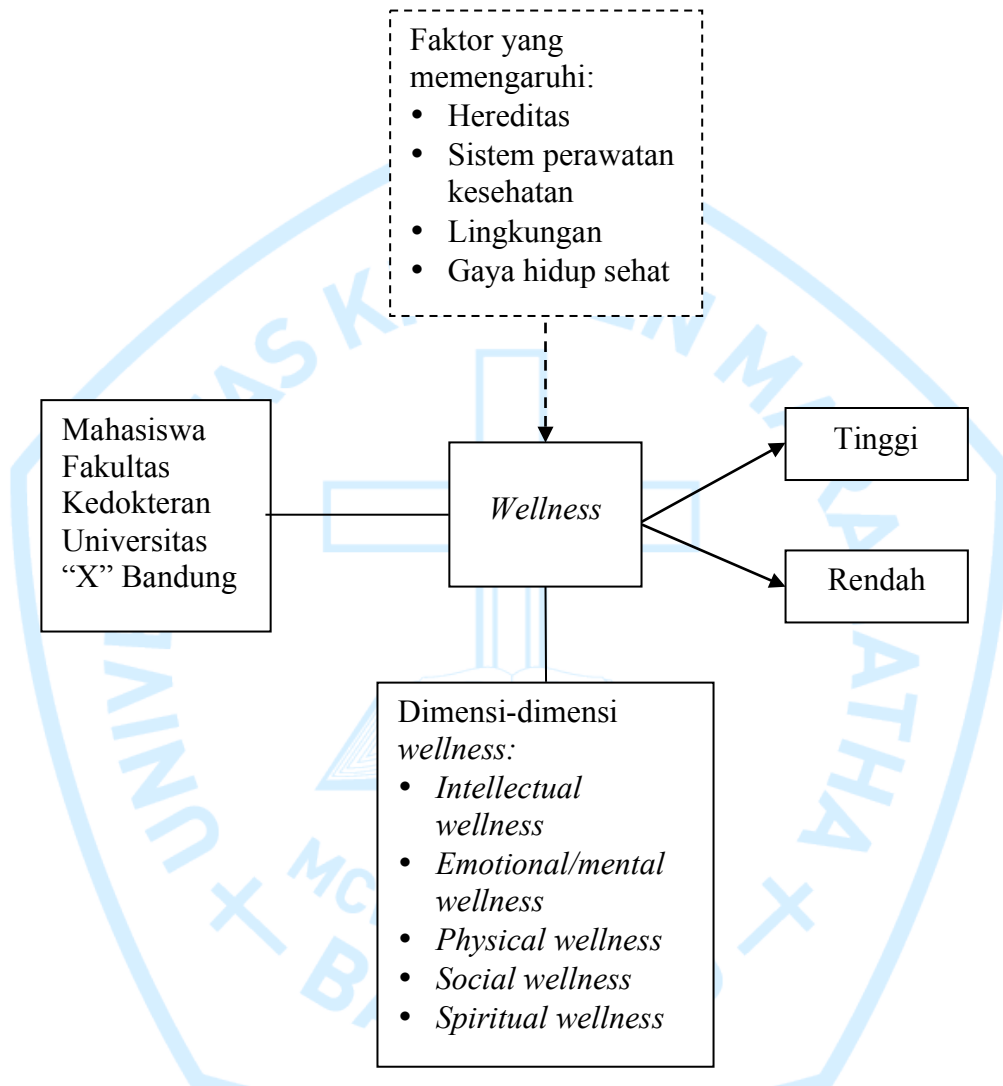 Faktor yang
memengaruhi:
• Hereditas
• Sistem perawatan
kesehatan
• Lingkungan
• Gaya hidup sehat
Mahasiswa
Fakultas
Kedokteran
Universitas
“X” Bandung
Wellness
Tinggi
Rendah
Dimensi-dimensi
wellness:
• Intellectual
wellness
• Emotional/mental
wellness
• Physical wellness
• Social wellness
• Spiritual wellness